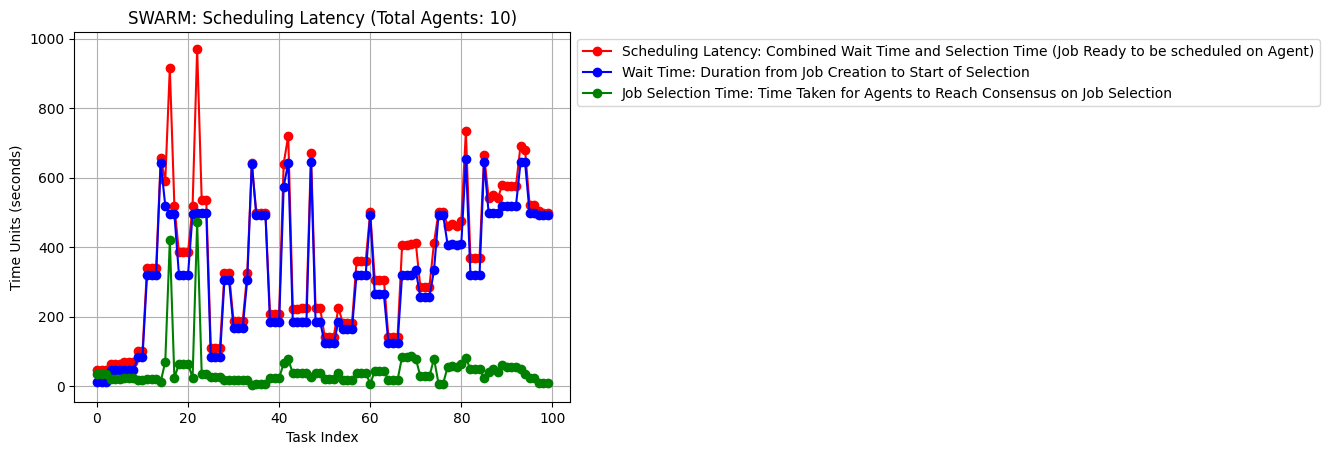 SWARM: Scheduling Latency (Total Agents: 10)
Scheduling Latency: Combined Wait Time and Selection Time (Job Ready to be scheduled on Agent)
Wait Time: Duration from Job Creation to Start of Selection
Job Selection Time: Time Taken for Agents to Reach Consensus on Job Selection
Time Units (seconds)
1000
800
600
400
200
0
0
20
40
60
80
100
Task Index